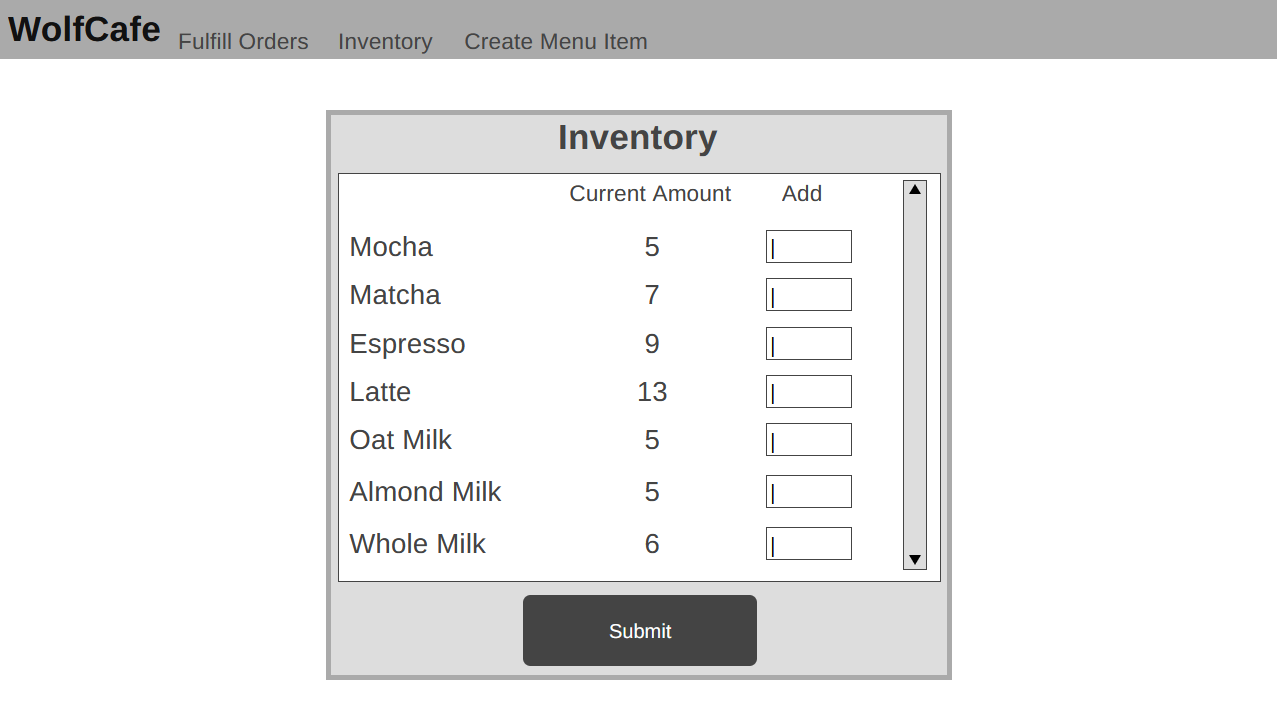 WolfCafe Fulfill Orders Inventory Create Menu Item
Inventory
Current Amount Add
Mocha 5
Matcha 7
Espresso 9
Latte 13
Oat Milk 5
Almond Milk 5
Whole Milk 6
Submit